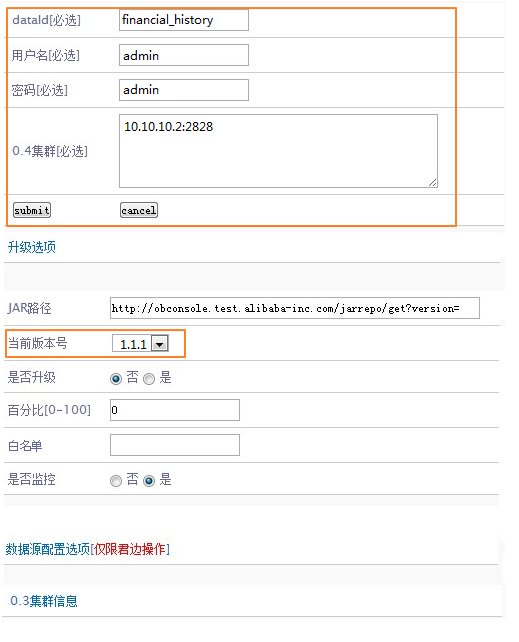 dataId[必选] financial_history
用户名[必选] admin
密码[必选] admin
0.4集群[必选] 10.10.10.2:2828
submit cancel
升级选项
JAR路径 http://obconsole.test.alibaba-inc.com/jarrepo/get?version=
当前版本号 1.1.1
是否升级 否 是
百分比[0-100] 0
白名单
是否监控 否 是
数据源配置选项[仅限君边操作]
0.3集群信息